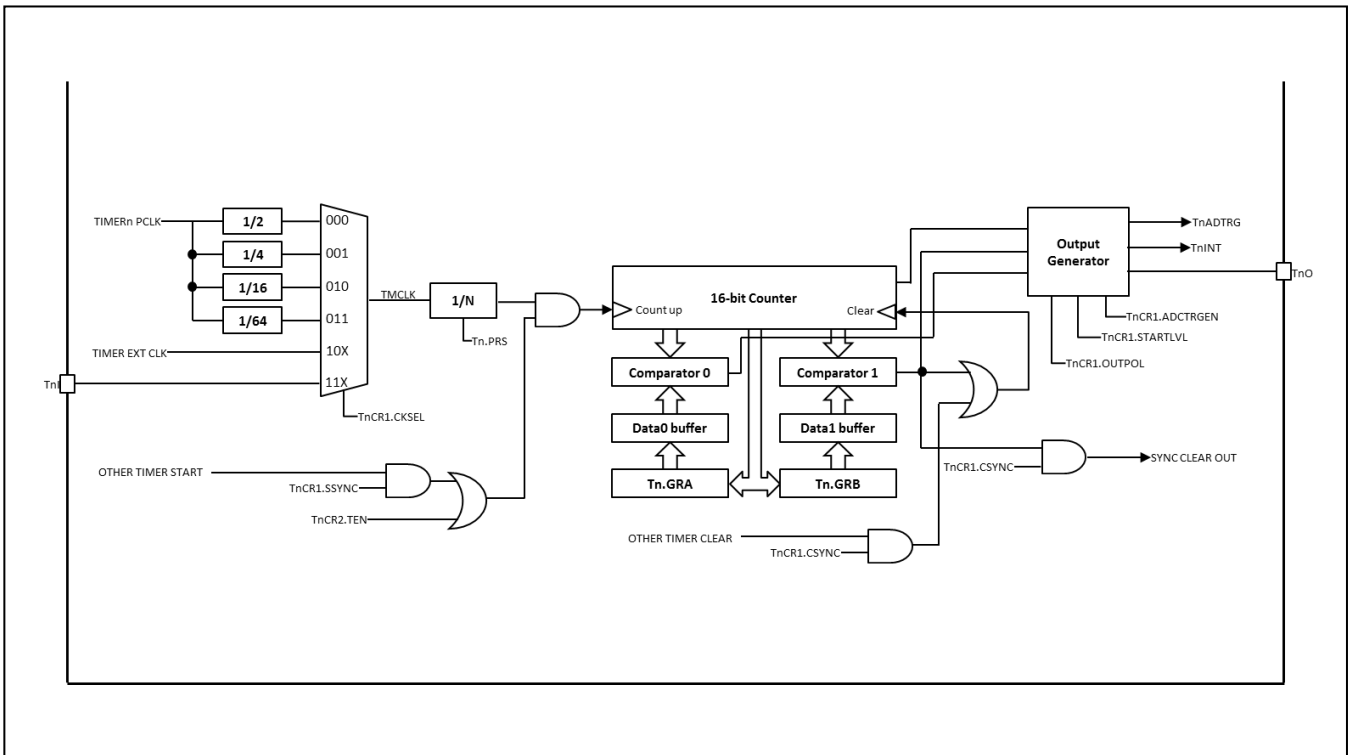 TIMERn PCLK
1/2
000
1/4
001
1/16
010
1/64
011
TIMER EXT CLK
10X
TnI
11X
TnCR1.CKSEL
TMCLK
1/N
Tn.PRS
OTHER TIMER START
TnCR1.SSYNC
TnCR2.TEN
16-bit Counter
Count up
Clear
Comparator 0
Comparator 1
Data0 buffer
Data1 buffer
Tn.GRA
Tn.GRB
OTHER TIMER CLEAR
TnCR1.CSYNC
TnCR1.CSYNC
SYNC CLEAR OUT
Output
Generator
TnADTRG
TnINT
TnO
TnCR1.ADCTRGEN
TnCR1.STARTLVL
TnCR1.OUTPOL